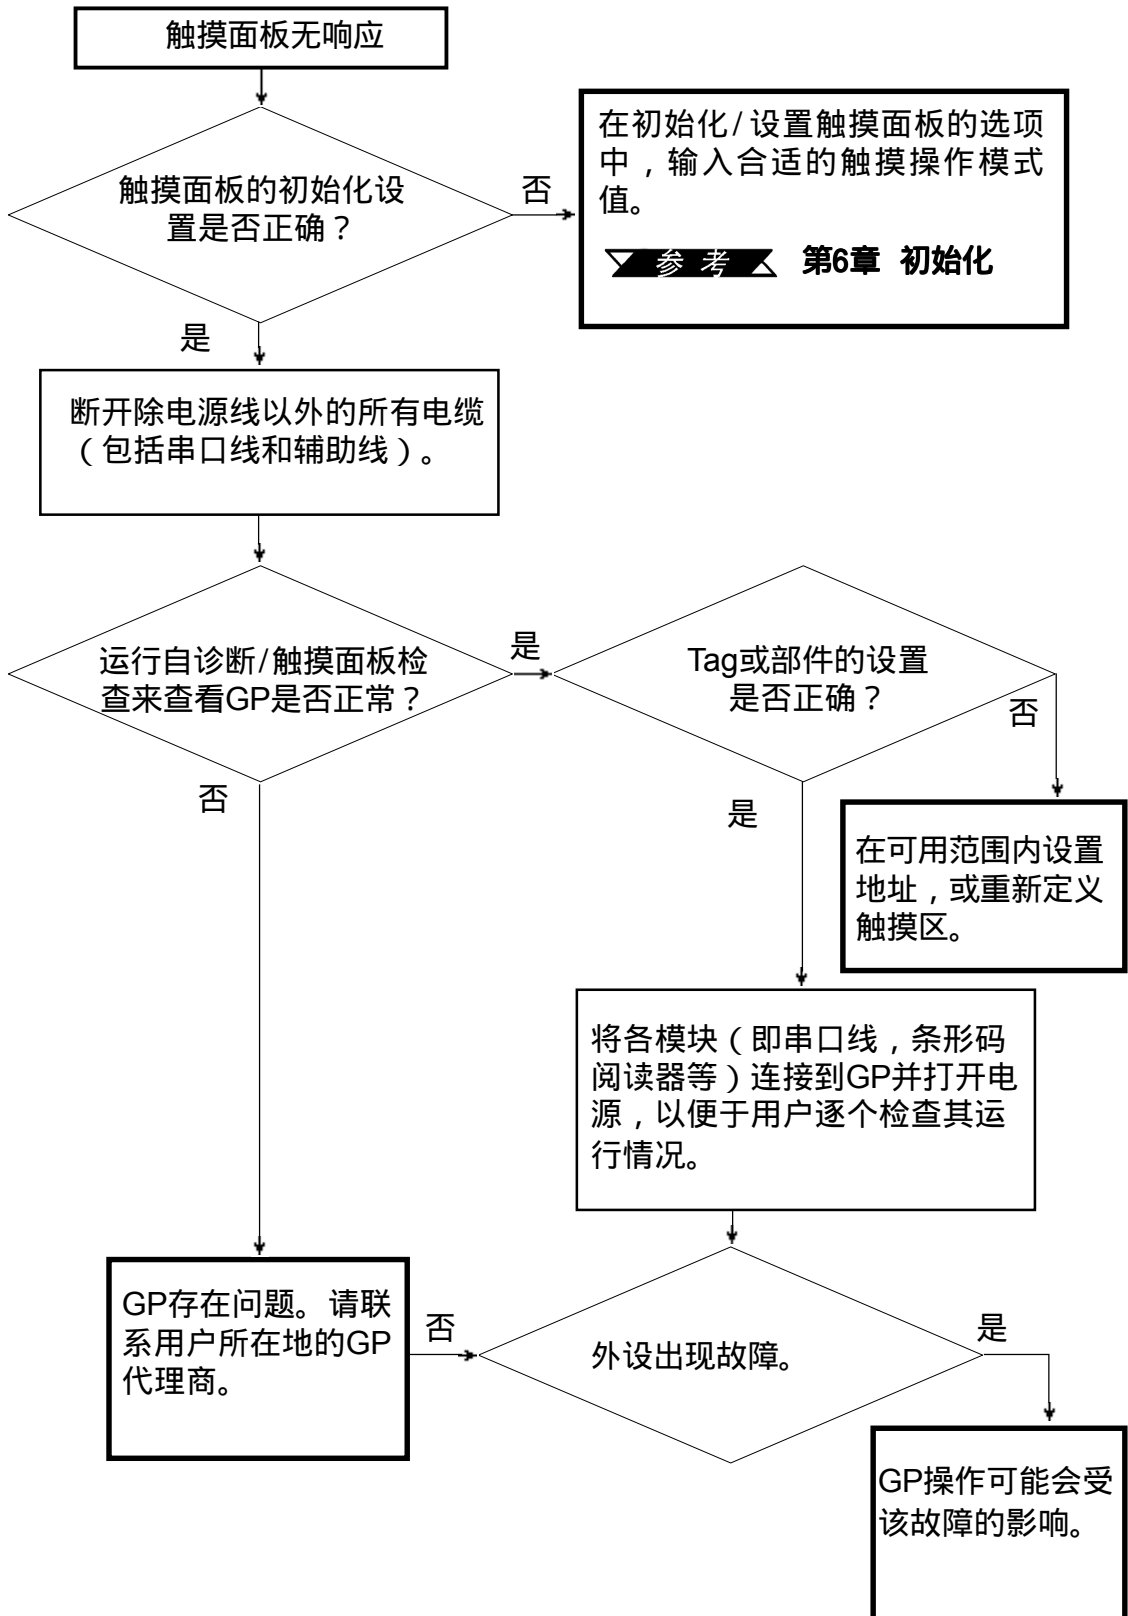 触摸面板无响应
触摸面板的初始化设
置是否正确？
否
在初始化/设置触摸面板的选项
中，输入合适的触摸操作模式
值。
参 考 第6章 初始化
是
断开除电源线以外的所有电缆
（包括串口线和辅助线）。
运行自诊断/触摸面板检
查来查看GP是否正常？
是
Tag或部件的设置
是否正确？
否
否
是
在可用范围内设置
地址，或重新定义
触摸区。
将各模块（即串口线，条形码
阅读器等）连接到GP并打开电
源，以便于用户逐个检查其运
行情况。
GP存在问题。请联
系用户所在地的GP
代理商。
否
外设出现故障。
是
GP操作可能会受
该故障的影响。